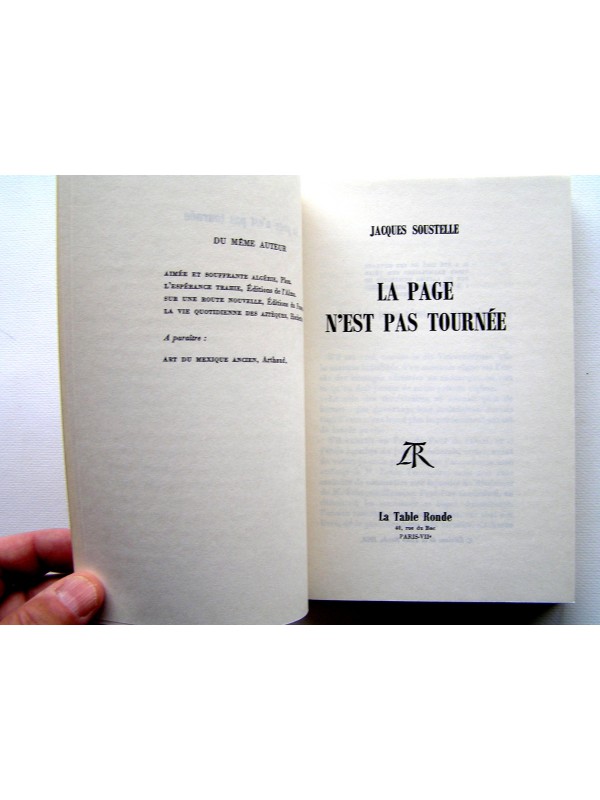 DU MÊME AUTEUR
AIMÉE ET SOUFFRANTE ALGÉRIE, Plon.
L'ESPÉRANCE TRAHIE, Éditions de l'Alma.
SUR UNE ROUTE NOUVELLE, Éditions du
LA VIE QUOTIDIENNE DES AZTÈQUES,
A paraître :
ART DU MEXIQUE ANCIEN, Arthaud.
JACQUES SOUSTELLE
LA PAGE
N'EST PAS TOURNÉE
La Table Ronde
40, rue du Bac
PARIS-VIIe